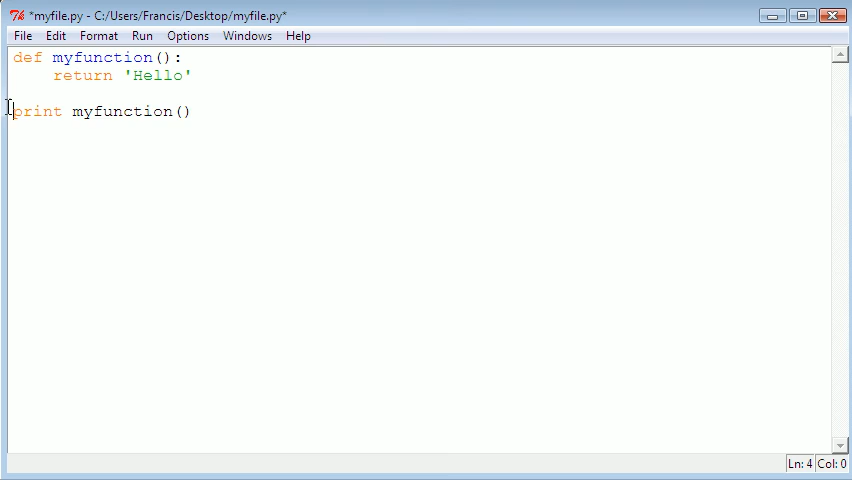 *myfile.py - C:/Users/Francis/Desktop/myfile.py*
File Edit Format Run Options Windows Help
def myfunction():
    return 'Hello'
print myfunction()
Ln: 4 Col: 0